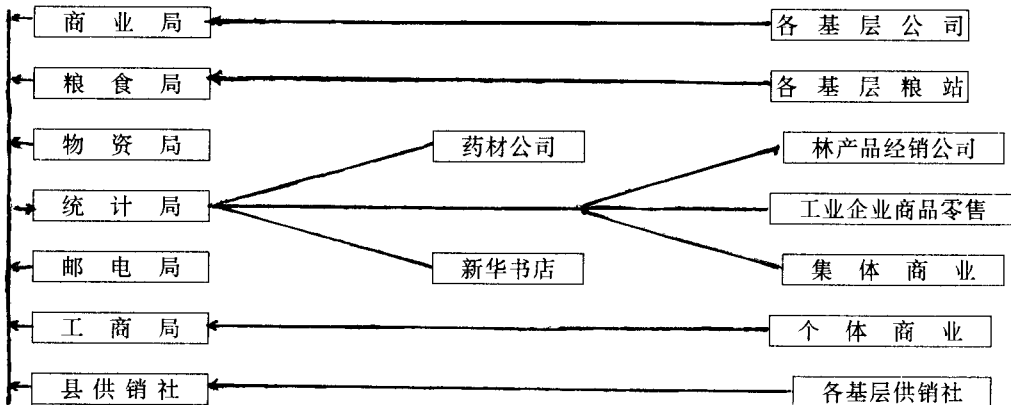 商业局 各基层公司
粮食局 各基层粮站
物资局 药材公司 林产品经销公司
统计局 工业企业商品零售
邮电局 新华书店 集体商业
工商局 个体商业
县供销社 各基层供销社